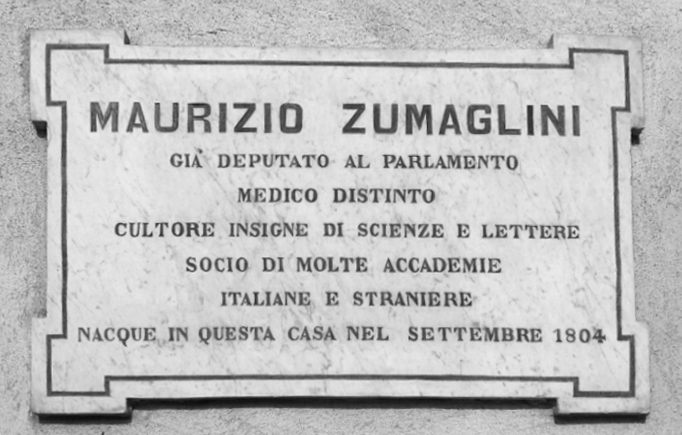 MAURIZIO ZUMAGLINI
GIÀ DEPUTATO AL PARLAMENTO
MEDICO DISTINTO
CULTORE INSIGNE DI SCIENZE E LETTERE
SOCIO DI MOLTE ACCADEMIE
ITALIANE E STRANIERE
NACQUE IN QUESTA CASA NEL SETTEMBRE 1804